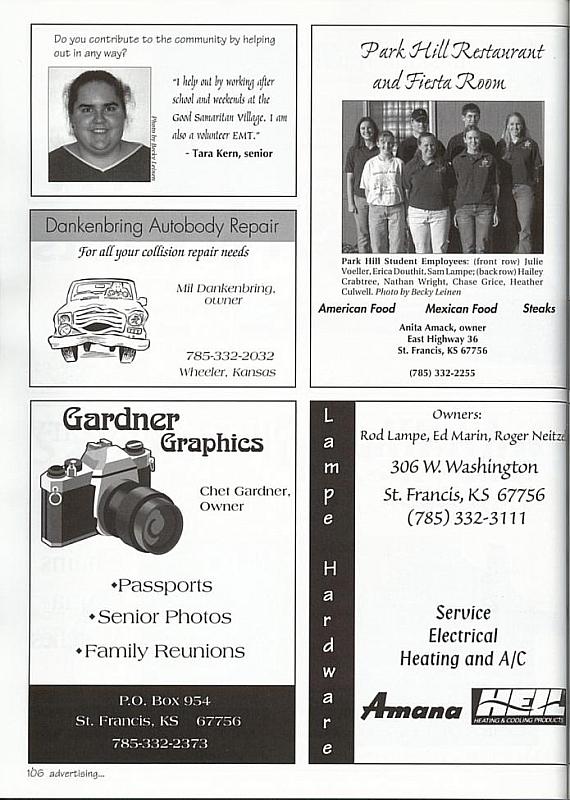 Do you contribute to the community by helping
out in any way?
"I help out by working after
school and weekends at the
Good Samaritan Village. I am
also a volunteer EMT."
- Tara Kern, senior
Photo by Becky Leinen
Dankenbring Autobody Repair
For all your collision repair needs
Mil Dankenbring,
owner
785-332-2032
Wheeler, Kansas
Gardner
Graphics
Chet Gardner,
Owner
•Passports
•Senior Photos
•Family Reunions
P.O. Box 954
St. Francis, KS 67756
785-332-2373
Park Hill Restaurant
and Fiesta Room
Park Hill Student Employees: (front row) Julie
Voeller, Erica Douthit, Sam Lampe; (back row) Hailey
Crabtree, Nathan Wright, Chase Grice, Heather
Culwell. Photo by Becky Leinen
American Food Mexican Food Steaks
Anita Amack, owner
East Highway 36
St. Francis, KS 67756
(785) 332-2255
Lampe Hardware
Owners:
Rod Lampe, Ed Marin, Roger Neitzel
306 W. Washington
St. Francis, KS 67756
(785) 332-3111
Service
Electrical
Heating and A/C
Amana HEIL
HEATING & COOLING PRODUCTS
106 advertising...